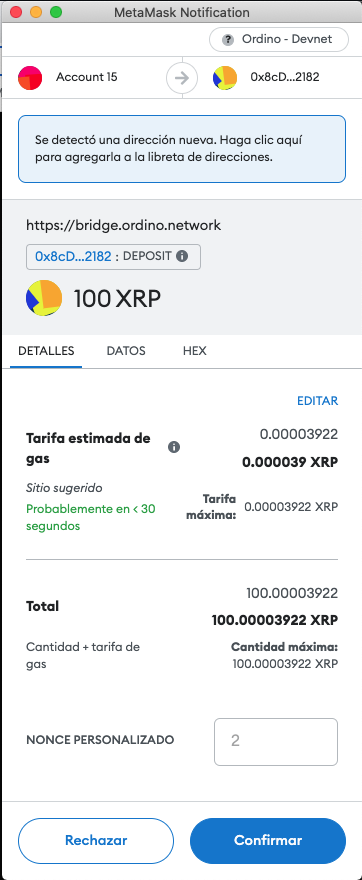 MetaMask Notification
Ordino - Devnet
Account 15
0x8cD...2182
Se detectó una dirección nueva. Haga clic aquí
para agregarla a la libreta de direcciones.
https://bridge.ordino.network
0x8cD...2182 : DEPOSIT
100 XRP
DETALLES
DATOS
HEX
EDITAR
Tarifa estimada de
gas
0.00003922
0.000039 XRP
Sitio sugerido
Probablemente en < 30
segundos
Tarifa
máxima:
0.00003922 XRP
Total
100.00003922
100.00003922 XRP
Cantidad + tarifa de
gas
Cantidad máxima:
100.00003922 XRP
NONCE PERSONALIZADO
2
Rechazar
Confirmar